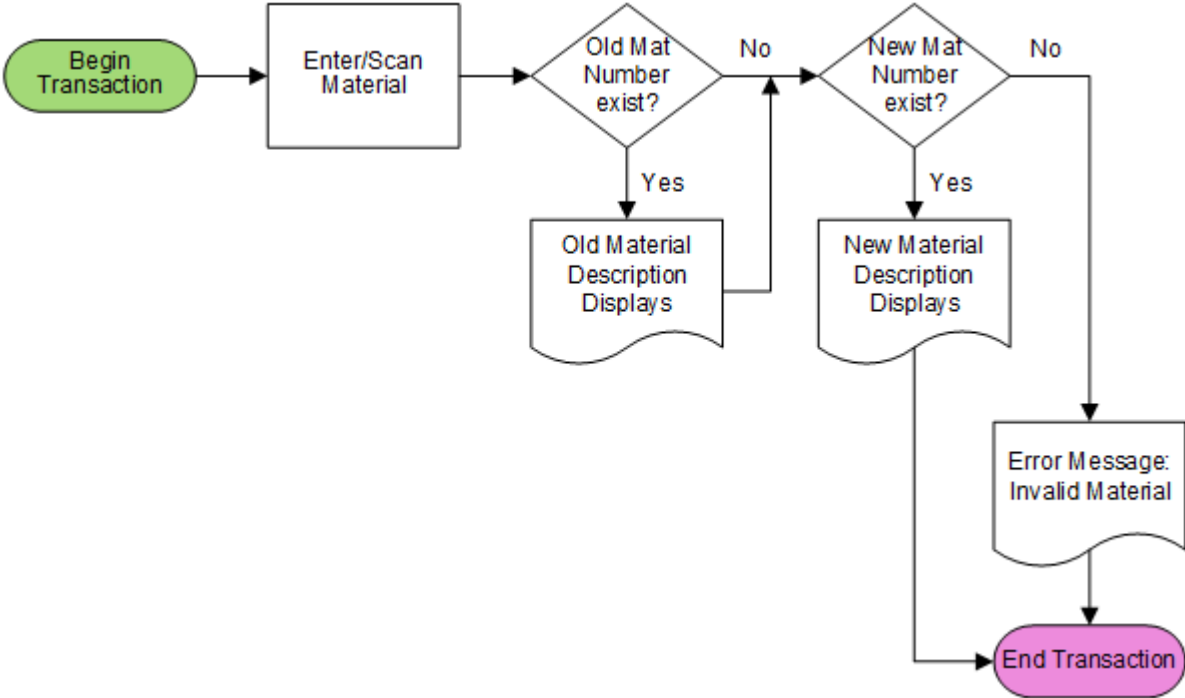 Begin
Transaction
Enter/Scan
Material
Old Mat
Number
exist?
No
Yes
Old Material
Description
Displays
New Mat
Number
exist?
No
Yes
New Material
Description
Displays
Error Message:
Invalid Material
End Transaction